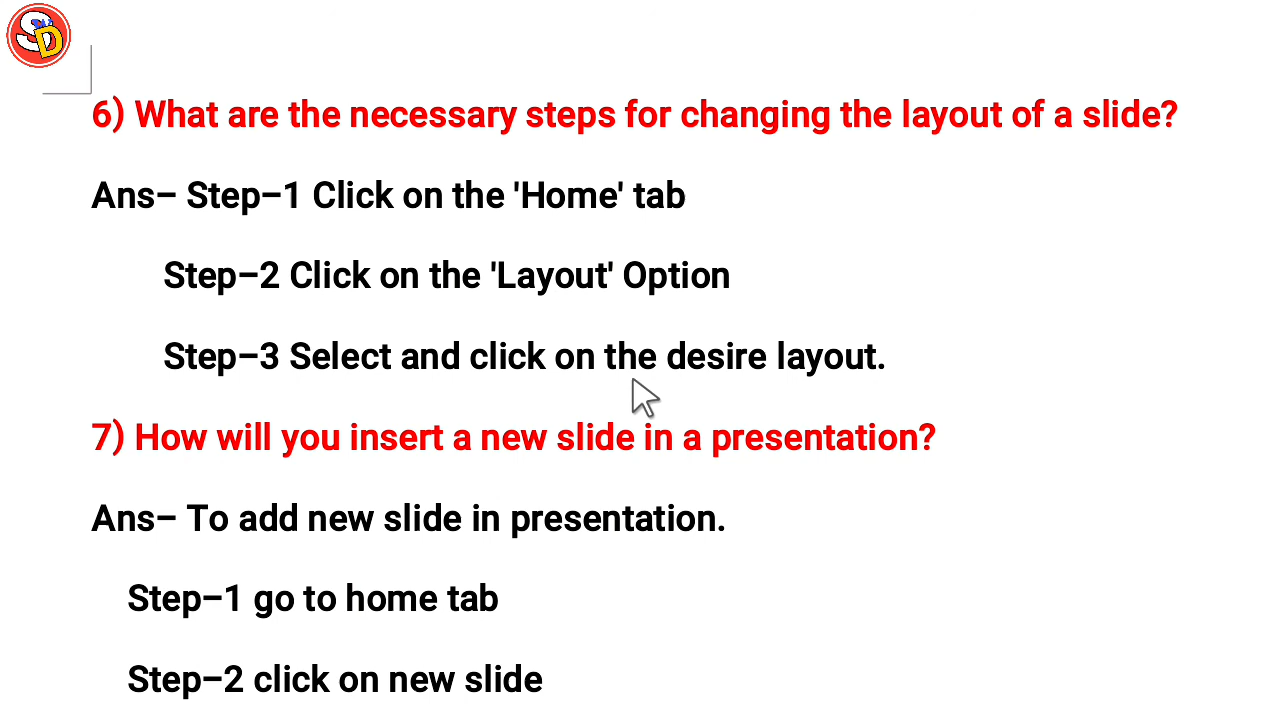 SD
6) What are the necessary steps for changing the layout of a slide?
Ans– Step–1 Click on the 'Home' tab
Step–2 Click on the 'Layout' Option
Step–3 Select and click on the desire layout.
7) How will you insert a new slide in a presentation?
Ans– To add new slide in presentation.
Step–1 go to home tab
Step–2 click on new slide